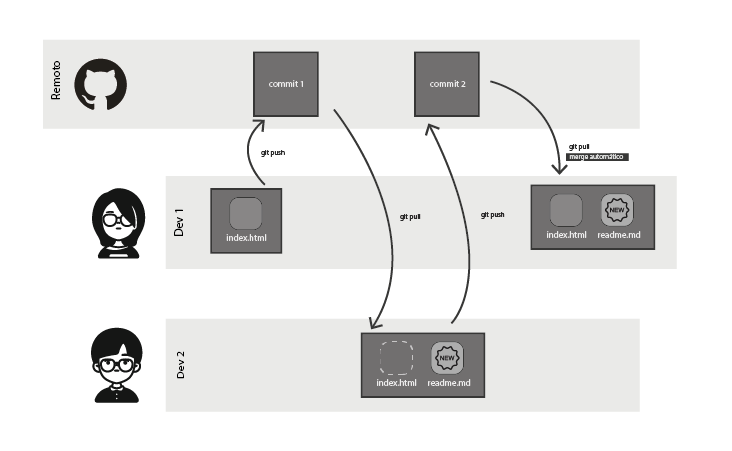 Remoto
commit 1
commit 2
git push
git pull
merge automático
Dev 1
index.html
git pull
git push
index.html
NEW
readme.md
Dev 2
index.html
NEW
readme.md